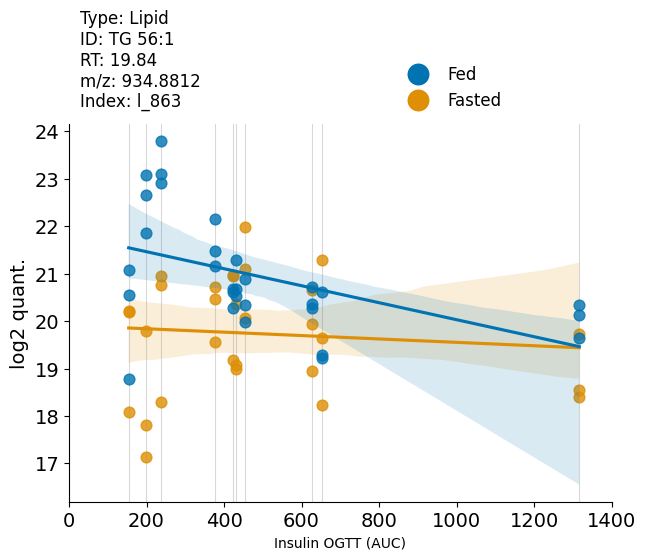 Type: Lipid
ID: TG 56:1
RT: 19.84
m/z: 934.8812
Index: l_863
Fed
Fasted
24
23
22
21
20
19
18
17
log2 quant.
0
200
400
600
800
1000
1200
1400
Insulin OGTT (AUC)